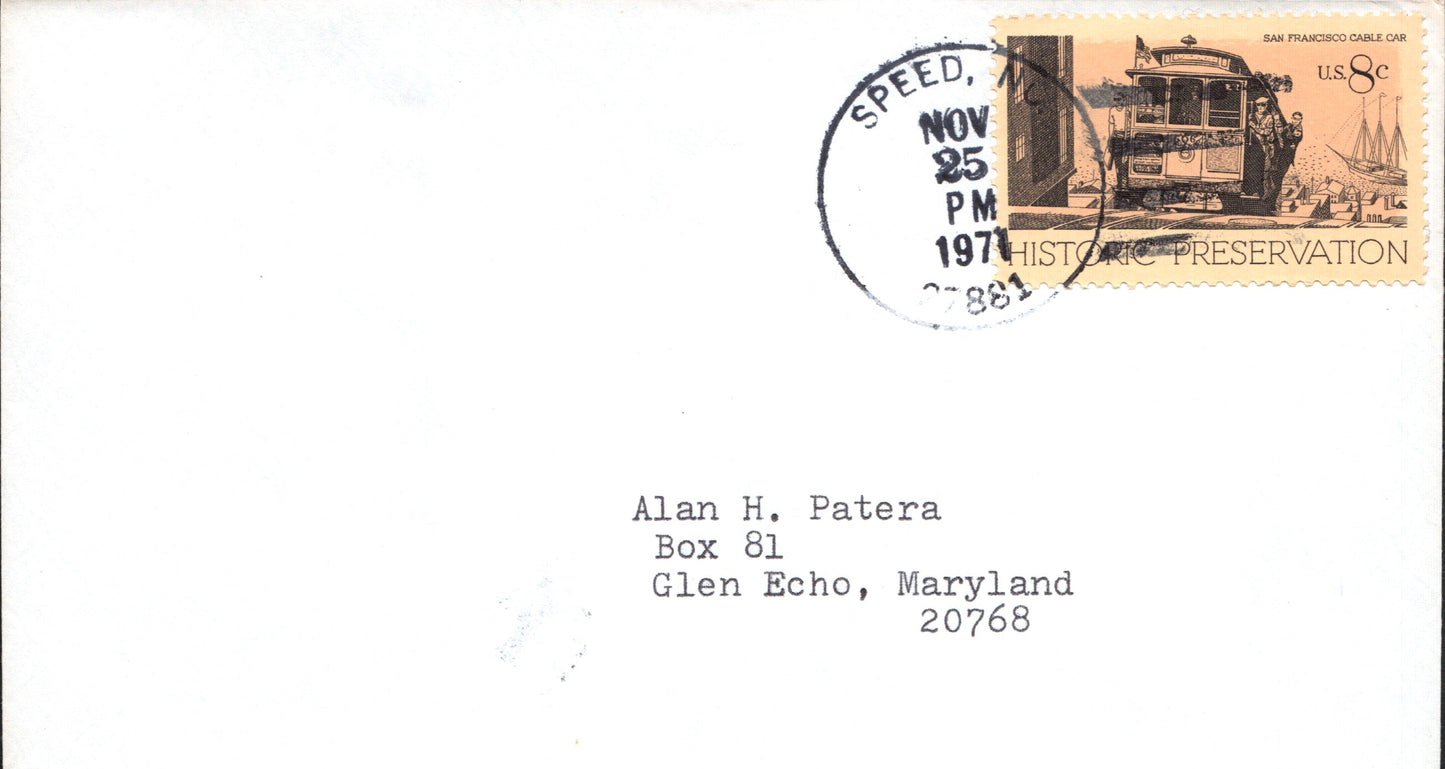 SPEED, NC
NOV
25
PM
1971
27881
SAN FRANCISCO CABLE CAR
U.S. 8c
HISTORIC PRESERVATION
Alan H. Patera
Box 81
Glen Echo, Maryland
20768